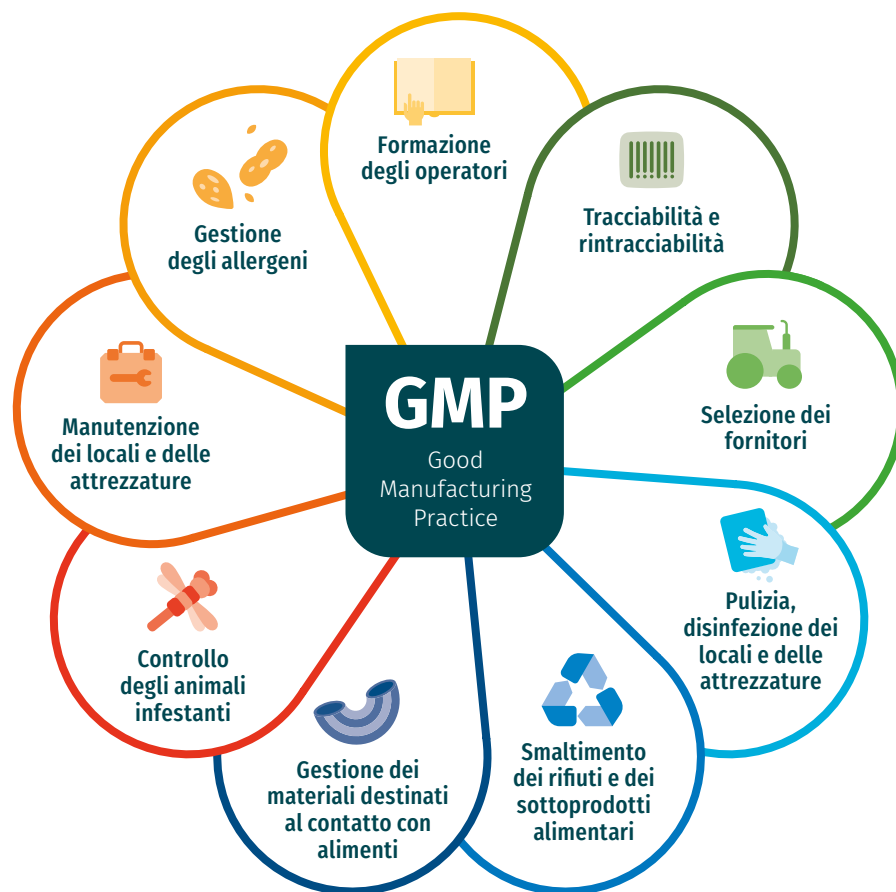 Formazione
degli operatori
Tracciabilità e
rintracciabilità
Selezione dei
fornitori
Pulizia,
disinfezione dei
locali e delle
attrezzature
Smaltimento
dei rifiuti e dei
sottoprodotti
alimentari
Gestione dei
materiali destinati
al contatto con
alimenti
Controllo
degli animali
infestanti
Manutenzione
dei locali e delle
attrezzature
Gestione
degli allergeni
GMP
Good
Manufacturing
Practice